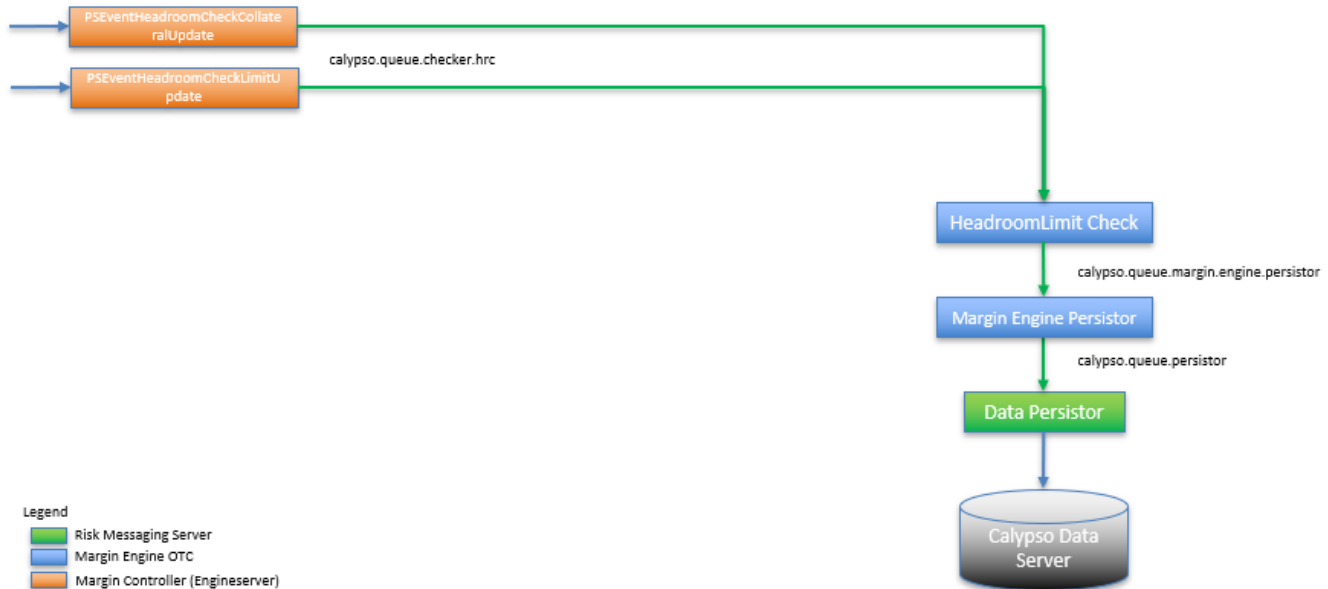 PSEventHeadroomCheckCollate
ralUpdate
calypso.queue.checker.hrc
PSEventHeadroomCheckLimitU
pdate
HeadroomLimit Check
calypso.queue.margin.engine.persistor
Margin Engine Persistor
calypso.queue.persistor
Data Persistor
Calypso Data
Server
Legend
Risk Messaging Server
Margin Engine OTC
Margin Controller (Engineserver)